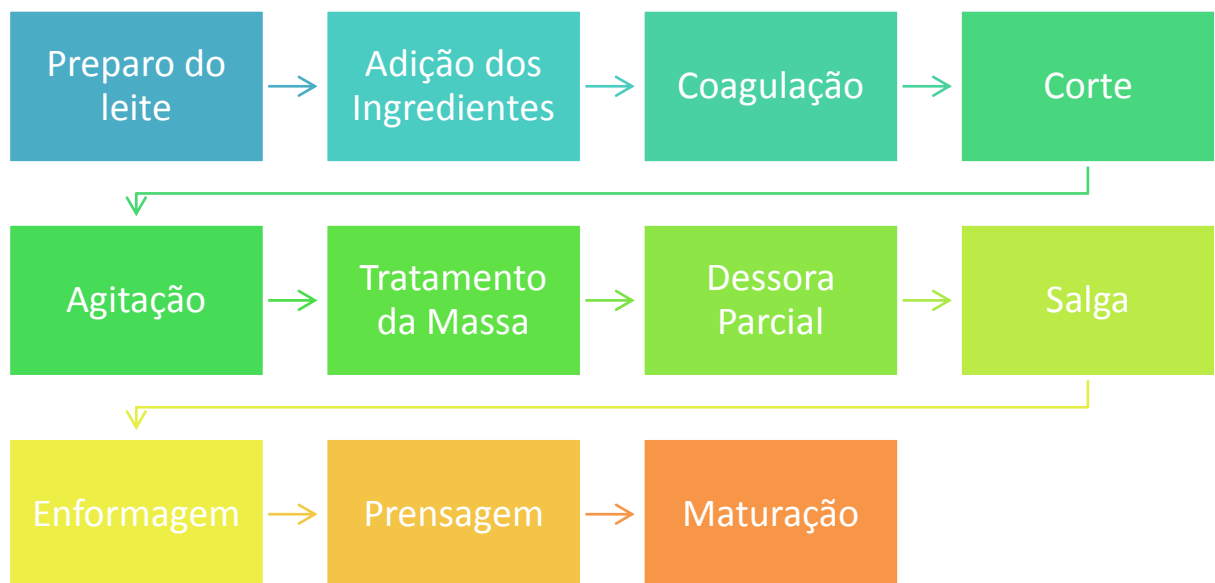 Preparo do
leite
Adição dos
Ingredientes
Coagulação
Corte
Agitação
Tratamento
da Massa
Dessora
Parcial
Salga
Enformagem
Prensagem
Maturação